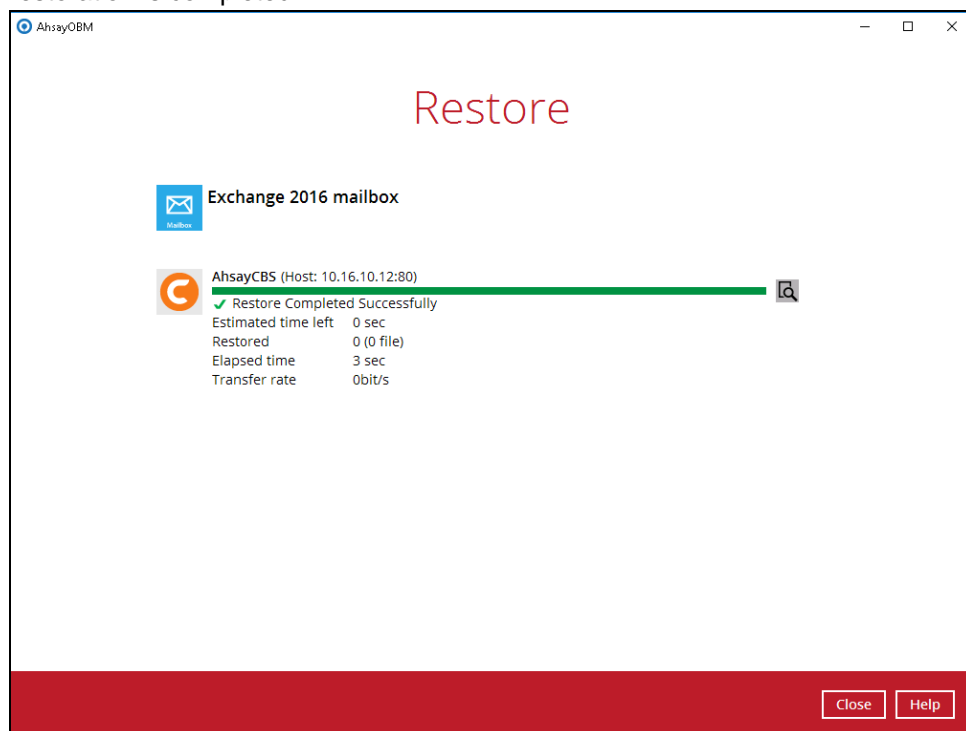 AhsayOBM
Restore
Exchange 2016 mailbox
Mailbox
AhsayCBS (Host: 10.16.10.12:80)
Restore Completed Successfully
Estimated time left 0 sec
Restored 0 (0 file)
Elapsed time 3 sec
Transfer rate 0bit/s
Close Help